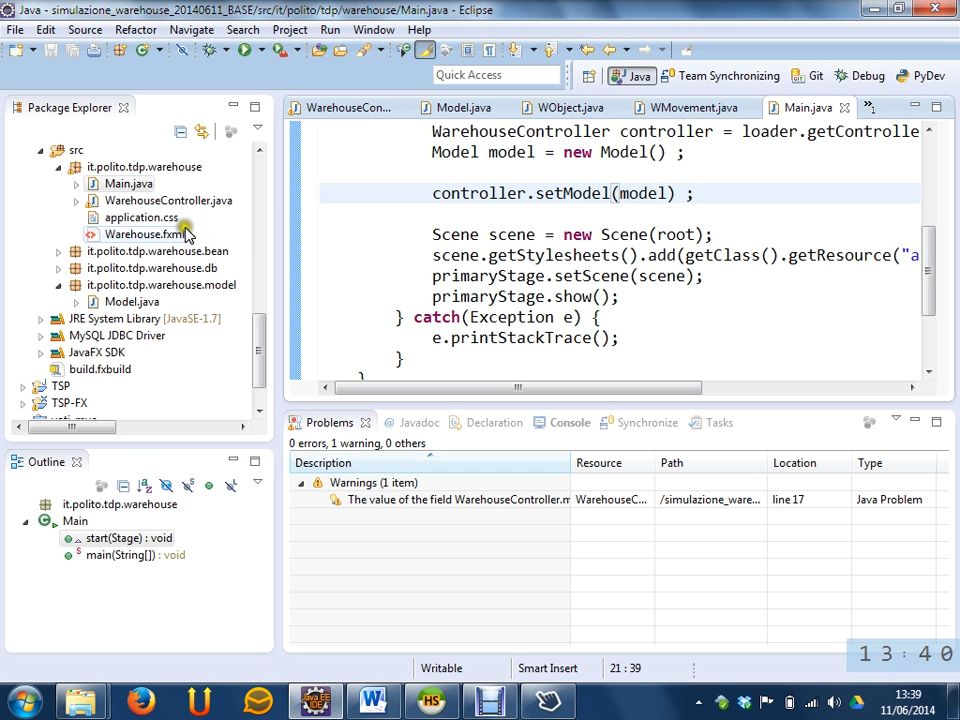 Java - simulazione_warehouse_20140611_BASE/src/it/polito/tdp/warehouse/Main.java - Eclipse
File Edit Source Refactor Navigate Search Project Run Window Help
Quick Access
Java Team Synchronizing Git Debug PyDev
Package Explorer
WarehouseCon... Model.java WObject.java WMovement.java Main.java »1
src
it.polito.tdp.warehouse
Main.java
WarehouseController.java
application.css
Warehouse.fxml
it.polito.tdp.warehouse.bean
it.polito.tdp.warehouse.db
it.polito.tdp.warehouse.model
Model.java
JRE System Library [JavaSE-1.7]
MySQL JDBC Driver
JavaFX SDK
build.fxbuild
TSP
TSP-FX
WarehouseController controller = loader.getControlle
Model model = new Model() ;
controller.setModel(model) ;
Scene scene = new Scene(root);
scene.getStylesheets().add(getClass().getResource("a
primaryStage.setScene(scene);
primaryStage.show();
} catch(Exception e) {
e.printStackTrace();
}
Outline
it.polito.tdp.warehouse
Main
start(Stage) : void
main(String[]) : void
Problems Javadoc Declaration Console Synchronize Tasks
0 errors, 1 warning, 0 others
Description Resource Path Location Type
Warnings (1 item)
The value of the field WarehouseController.m WarehouseC... /simulazione_ware... line 17 Java Problem
Writable Smart Insert 21 : 39
13:40
13:39
11/06/2014